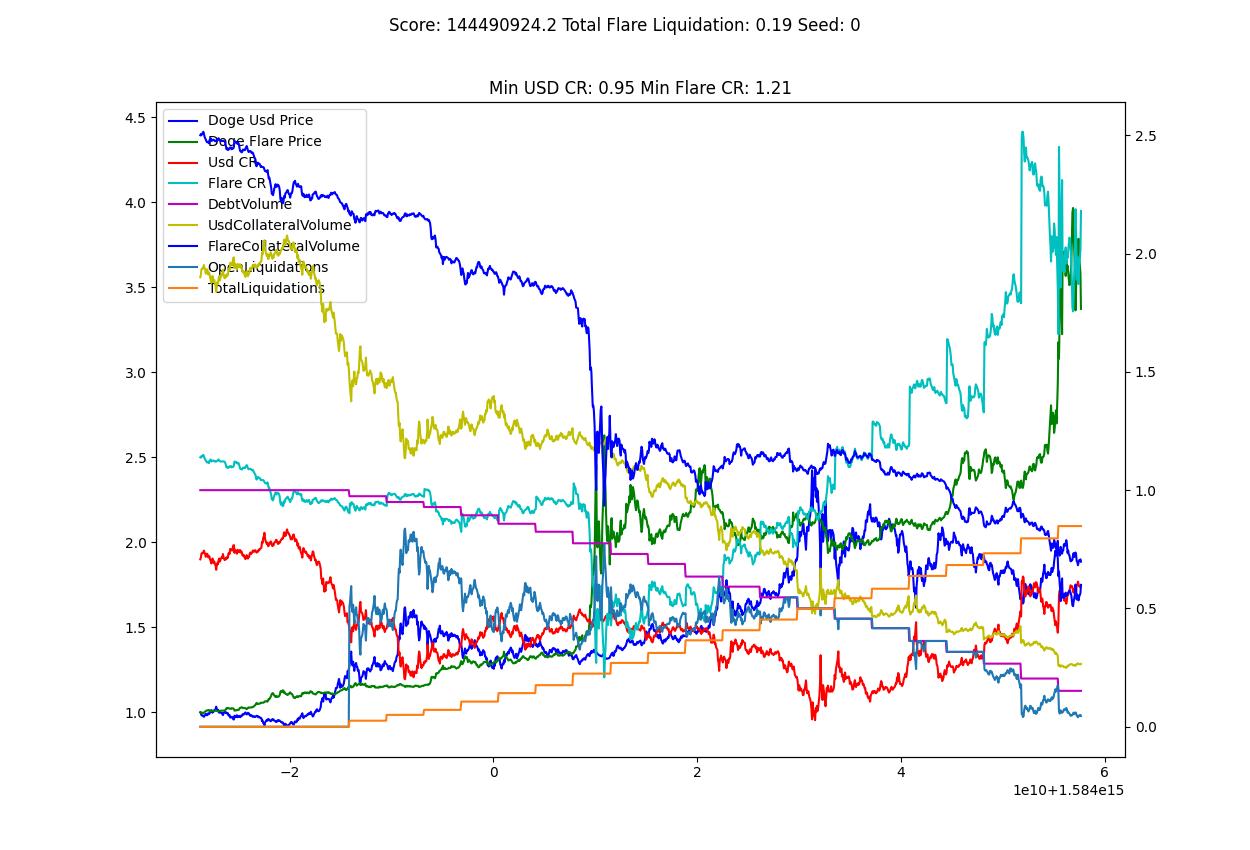 Score: 144490924.2 Total Flare Liquidation: 0.19 Seed: 0
Min USD CR: 0.95 Min Flare CR: 1.21
Doge Usd Price
Doge Flare Price
Usd CR
Flare CR
DebtVolume
UsdCollateralVolume
FlareCollateralVolume
OpenLiquidations
TotalLiquidations
4.5
4.0
3.5
3.0
2.5
2.0
1.5
1.0
2.5
2.0
1.5
1.0
0.5
0.0
−2
0
2
4
6
1e10+1.584e15